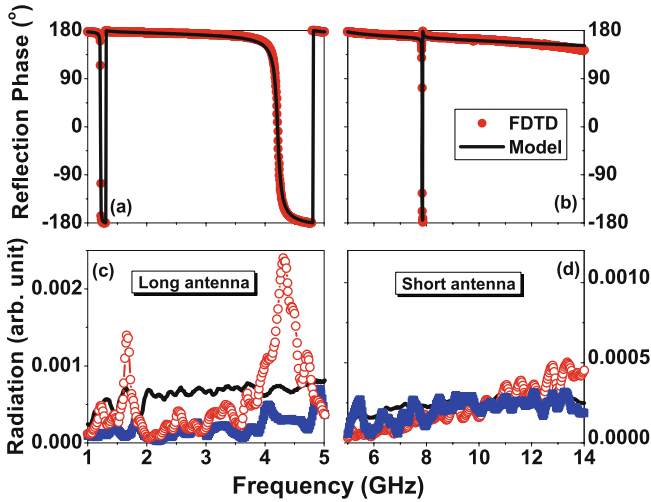 Reflection Phase (°)
180
90
0
-90
-180
(a)
180
90
0
-90
-180
(b)
FDTD
Model
Radiation (arb. unit)
0.002
0.001
0.000
(c)
Long antenna
1
2
3
4
5
(d)
Short antenna
0.0010
0.0005
0.0000
6
8
10
12
14
Frequency (GHz)